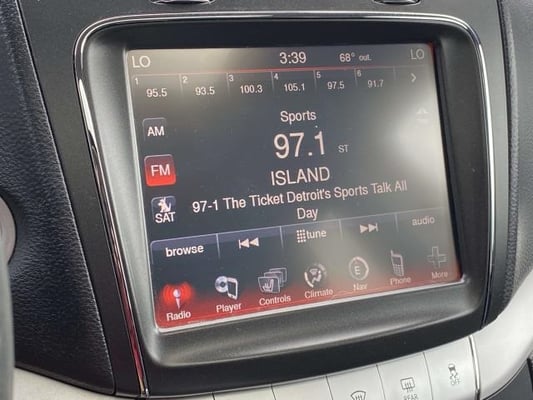 LO 3:39 68° out. LO
1 2 3 4 5 6
95.5 93.5 100.3 105.1 97.5 91.7
Sports
AM
97.1 ST
FM
ISLAND
SAT
97-1 The Ticket Detroit's Sports Talk All
Day
browse tune audio
Radio Player Controls Climate Nav Phone More
REAR OFF